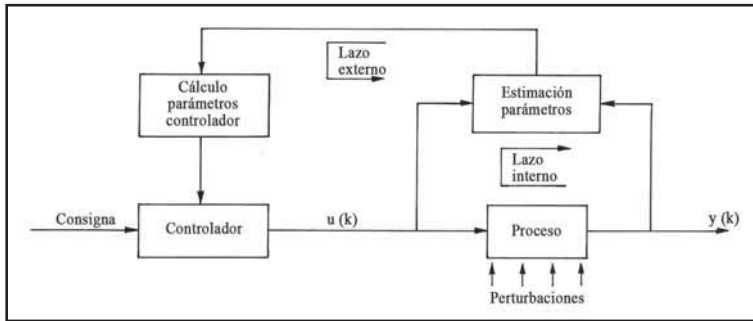 Lazo
externo
Cálculo
parámetros
controlador
Estimación
parámetros
Lazo
interno
Consigna
Controlador
u (k)
Proceso
y (k)
Perturbaciones